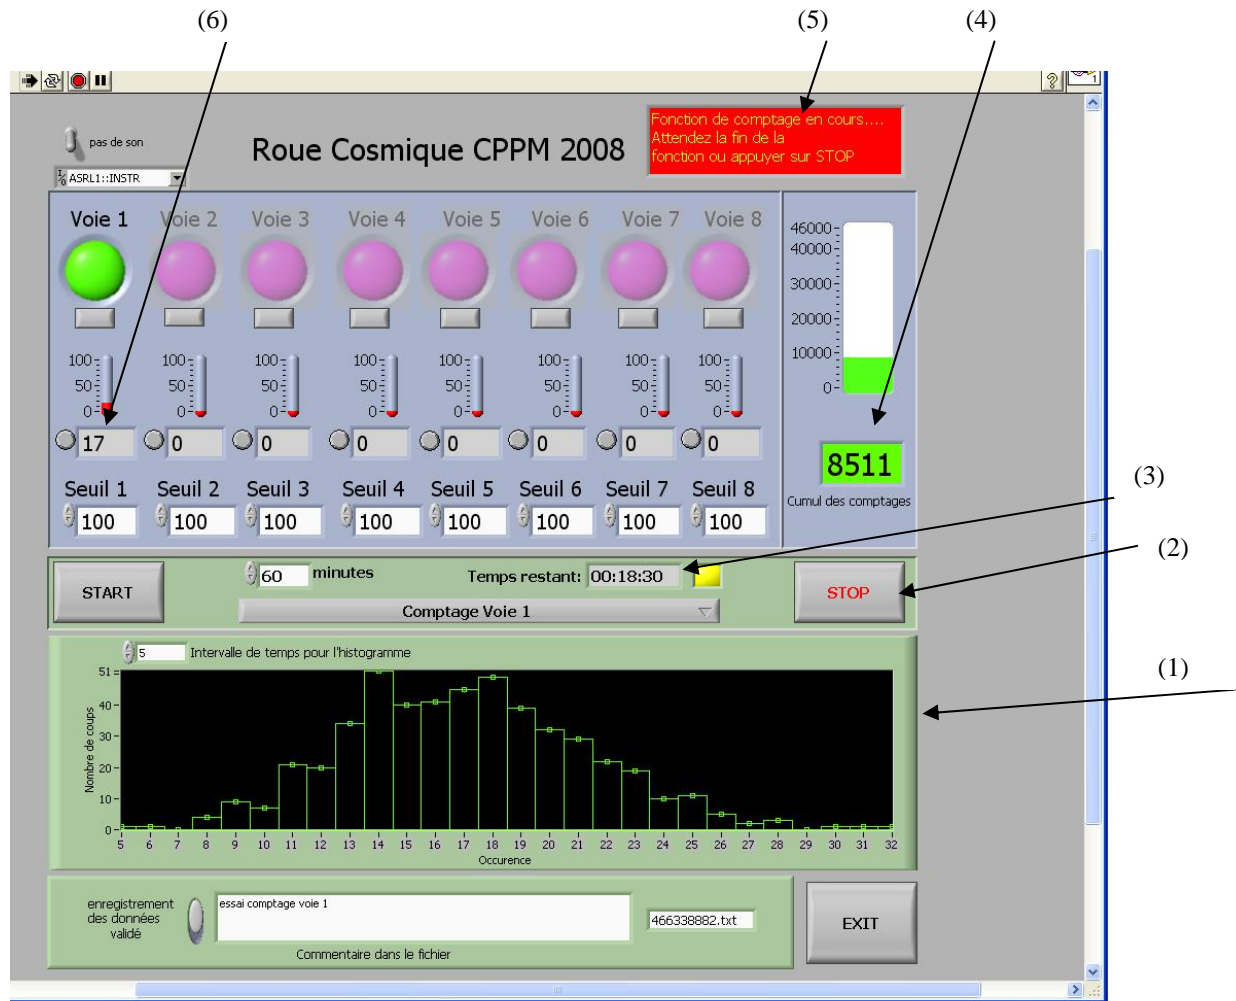 (6) (5) (4)
1
pas de son
Roue Cosmique CPPM 2008
Fonction de comptage en cours....
Attendez la fin de la
fonction ou appuyer sur STOP
I/0 ASRL1::INSTR
Voie 1 Voie 2 Voie 3 Voie 4 Voie 5 Voie 6 Voie 7 Voie 8
46000
40000
30000
20000
10000
0
100 100 100 100 100 100 100 100
50 50 50 50 50 50 50 50
0 0 0 0 0 0 0 0
17 0 0 0 0 0 0 0
8511
Cumul des comptages
Seuil 1 Seuil 2 Seuil 3 Seuil 4 Seuil 5 Seuil 6 Seuil 7 Seuil 8
100 100 100 100 100 100 100 100
(3)
(2)
START
60 minutes
Temps restant: 00:18:30
STOP
Comptage Voie 1
(1)
5 Intervalle de temps pour l'histogramme
Nombre de coups
51
40
30
20
10
0
5 6 7 8 9 10 11 12 13 14 15 16 17 18 19 20 21 22 23 24 25 26 27 28 29 30 31 32
Occurence
enregistrement
des données
validé
essai comptage voie 1
466338882.txt
Commentaire dans le fichier
EXIT